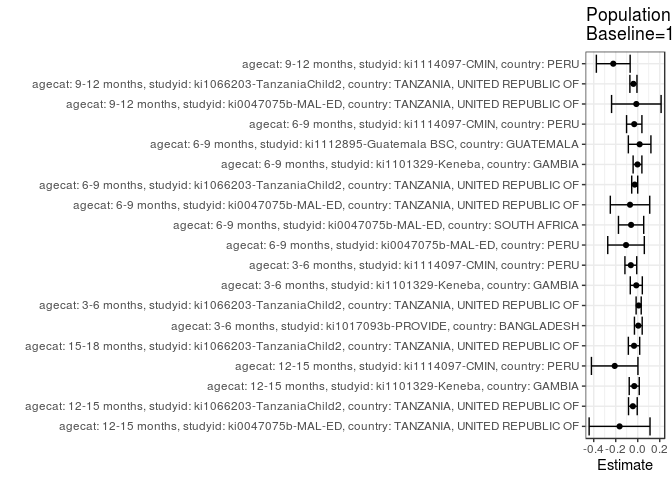 Population
Baseline=1
agecat: 9-12 months, studyid: ki1114097-CMIN, country: PERU
agecat: 9-12 months, studyid: ki1066203-TanzaniaChild2, country: TANZANIA, UNITED REPUBLIC OF
agecat: 9-12 months, studyid: ki0047075b-MAL-ED, country: TANZANIA, UNITED REPUBLIC OF
agecat: 6-9 months, studyid: ki1114097-CMIN, country: PERU
agecat: 6-9 months, studyid: ki1112895-Guatemala BSC, country: GUATEMALA
agecat: 6-9 months, studyid: ki1101329-Keneba, country: GAMBIA
agecat: 6-9 months, studyid: ki1066203-TanzaniaChild2, country: TANZANIA, UNITED REPUBLIC OF
agecat: 6-9 months, studyid: ki0047075b-MAL-ED, country: TANZANIA, UNITED REPUBLIC OF
agecat: 6-9 months, studyid: ki0047075b-MAL-ED, country: SOUTH AFRICA
agecat: 6-9 months, studyid: ki0047075b-MAL-ED, country: PERU
agecat: 3-6 months, studyid: ki1114097-CMIN, country: PERU
agecat: 3-6 months, studyid: ki1101329-Keneba, country: GAMBIA
agecat: 3-6 months, studyid: ki1066203-TanzaniaChild2, country: TANZANIA, UNITED REPUBLIC OF
agecat: 3-6 months, studyid: ki1017093b-PROVIDE, country: BANGLADESH
agecat: 15-18 months, studyid: ki1066203-TanzaniaChild2, country: TANZANIA, UNITED REPUBLIC OF
agecat: 12-15 months, studyid: ki1114097-CMIN, country: PERU
agecat: 12-15 months, studyid: ki1101329-Keneba, country: GAMBIA
agecat: 12-15 months, studyid: ki1066203-TanzaniaChild2, country: TANZANIA, UNITED REPUBLIC OF
agecat: 12-15 months, studyid: ki0047075b-MAL-ED, country: TANZANIA, UNITED REPUBLIC OF
-0.4 -0.2 0.0 0.2
Estimate